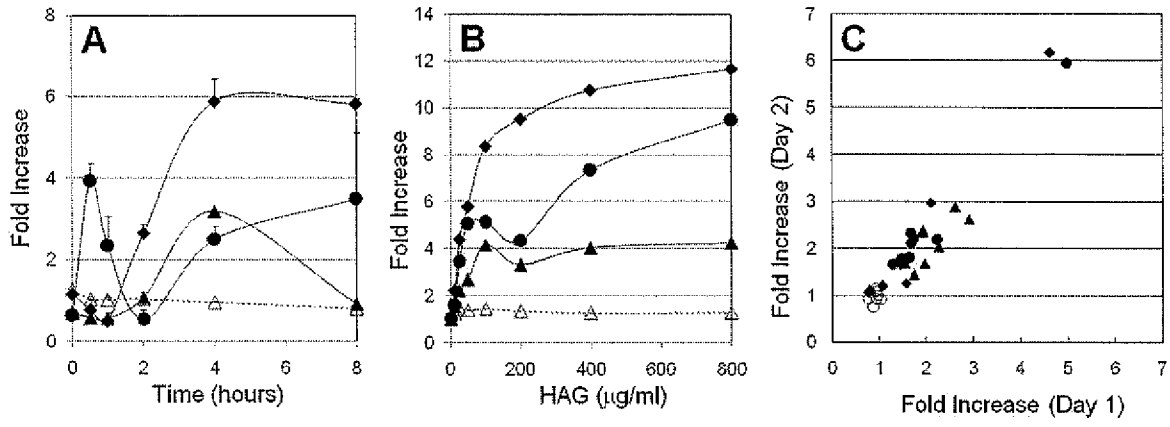 A
Fold Increase
8
6
4
2
0
0 2 4 6 8
Time (hours)
B
Fold Increase
14
12
10
8
6
4
2
0
0 200 400 600 800
HAG (µg/ml)
C
Fold Increase (Day 2)
7
6
5
4
3
2
1
0
0 1 2 3 4 5 6 7
Fold Increase (Day 1)